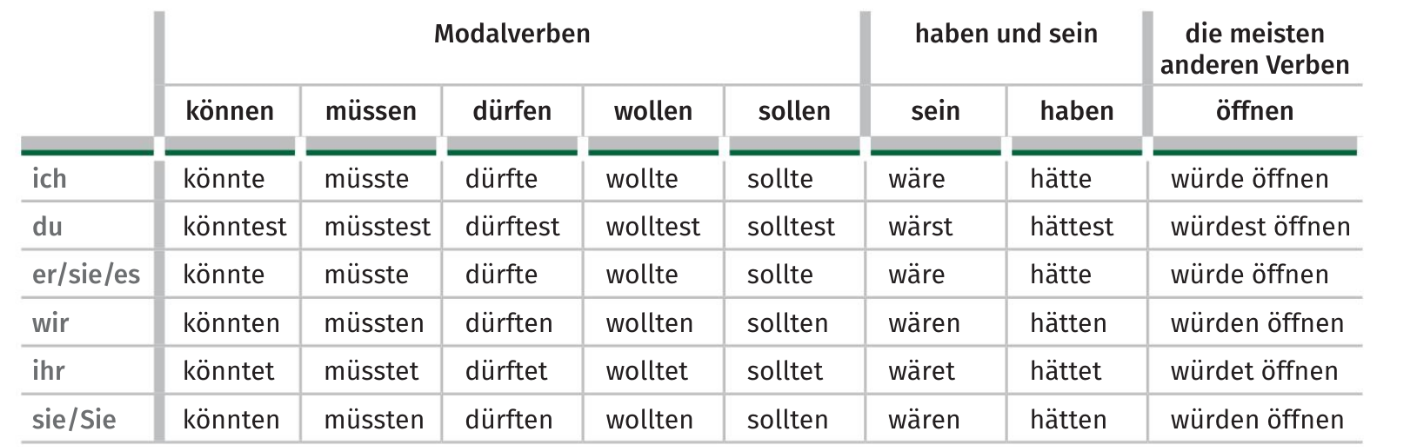 Modalverben haben und sein die meisten
anderen Verben
können müssen dürfen wollen sollen sein haben öffnen
ich könnte müsste dürfte wollte sollte wäre hätte würde öffnen
du könntest müsstest dürftest wolltest solltest wärst hättest würdest öffnen
er/sie/es könnte müsste dürfte wollte sollte wäre hätte würde öffnen
wir könnten müssten dürften wollten sollten wären hätten würden öffnen
ihr könntet müsstet dürftet wolltet solltet wäret hättet würdet öffnen
sie/Sie könnten müssten dürften wollten sollten wären hätten würden öffnen